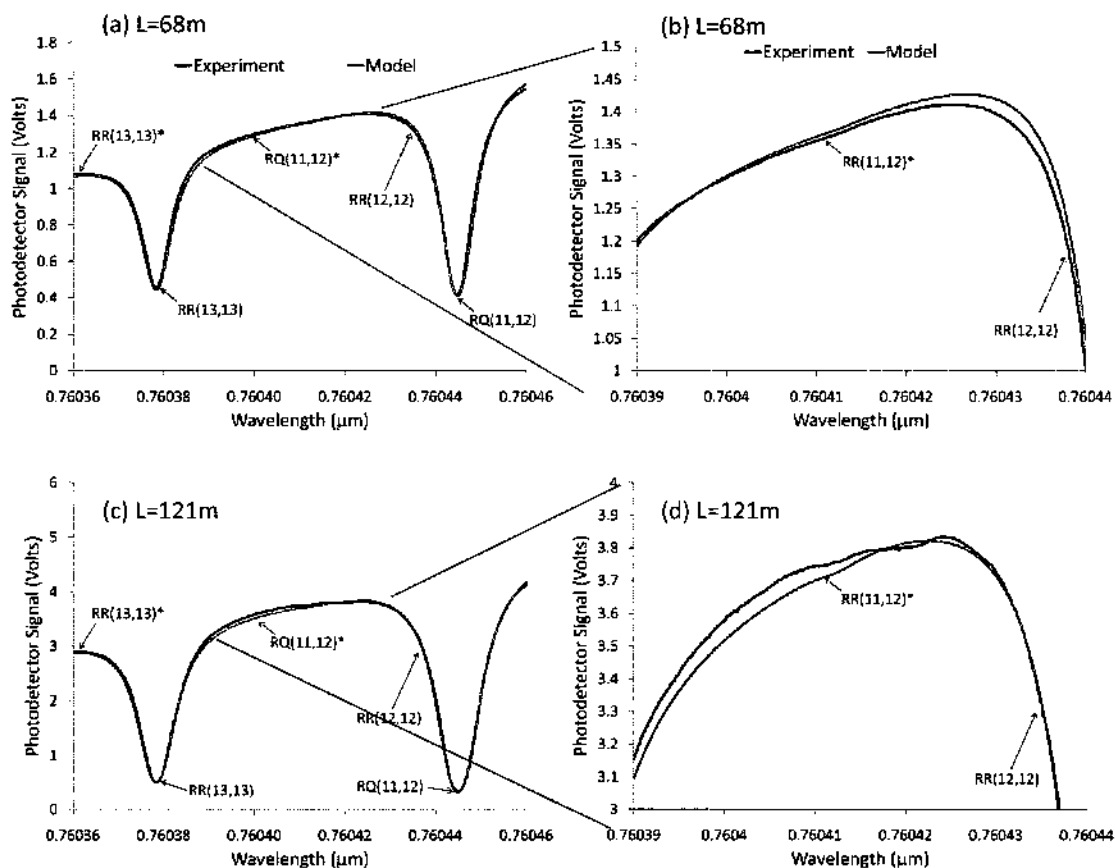 (a) L=68m
Experiment Model
Photodetector Signal (Volts)
1.8
1.6
1.4
1.2
1
0.8
0.6
0.4
0.2
0
RR(13,13)*
RQ(11,12)*
RR(12,12)
RR(13,13)
RQ(11,12)
0.76036 0.76038 0.76040 0.76042 0.76044 0.76046
Wavelength (µm)
(b) L=68m
Experiment Model
Photodetector Signal (Volts)
1.5
1.45
1.4
1.35
1.3
1.25
1.2
1.15
1.1
1.05
1
RR(11,12)*
RR(12,12)
0.76039 0.7604 0.76041 0.76042 0.76043 0.76044
Wavelength (µm)
(c) L=121m
Photodetector Signal (Volts)
6
5
4
3
2
1
0
RR(13,13)*
RQ(11,12)*
RR(12,12)
RR(13,13)
RQ(11,12)
0.76036 0.76038 0.76040 0.76042 0.76044 0.76046
Wavelength (µm)
(d) L=121m
Photodetector Signal (Volts)
4
3.9
3.8
3.7
3.6
3.5
3.4
3.3
3.2
3.1
3
RR(11,12)*
RR(12,12)
0.76039 0.7604 0.76041 0.76042 0.76043 0.76044
Wavelength (µm)